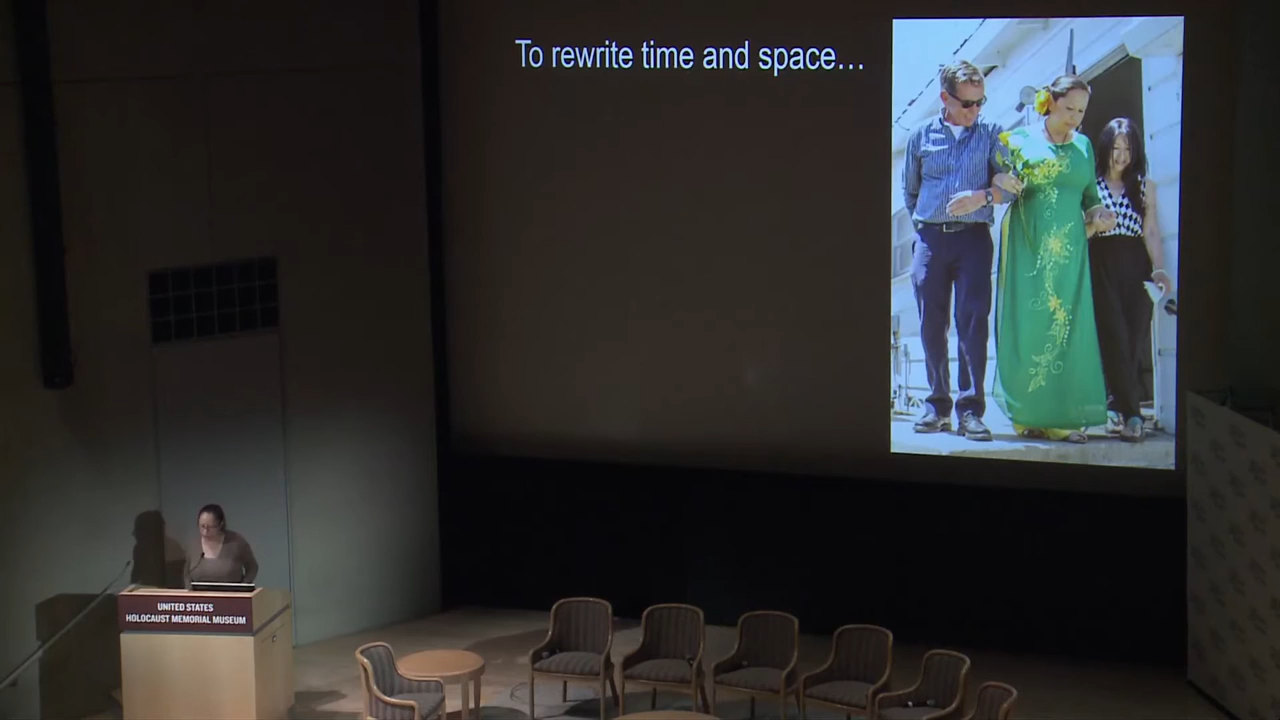 To rewrite time and space…
UNITED STATES
HOLOCAUST MEMORIAL MUSEUM